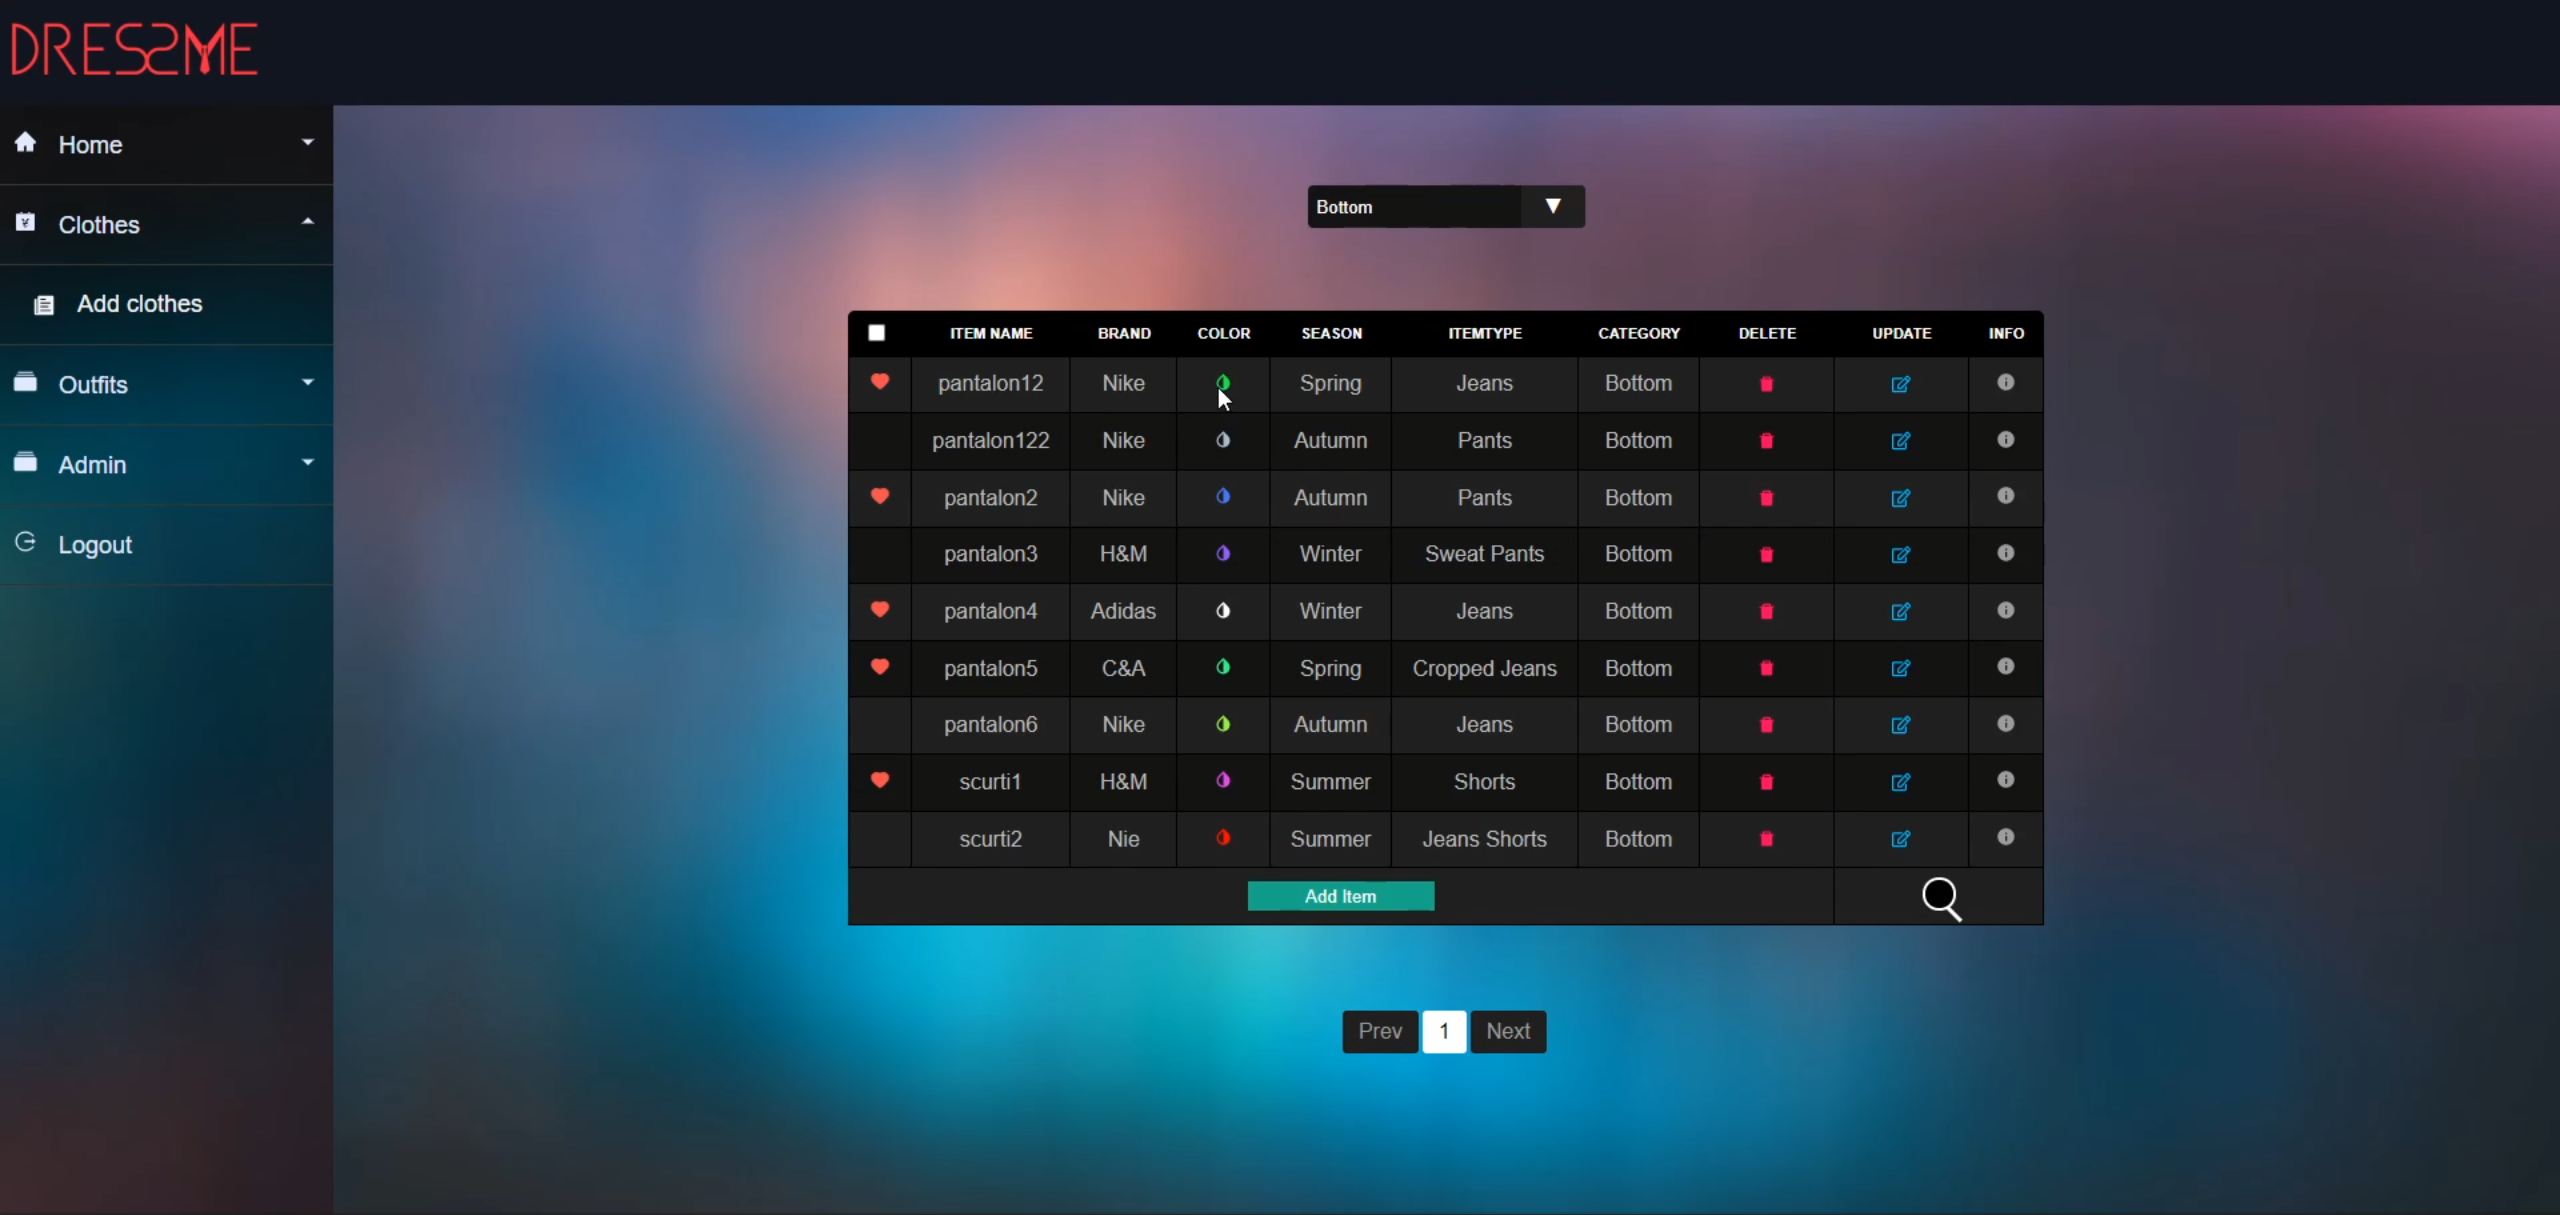 DRESSME
Home
Clothes
Add clothes
Outfits
Admin
Logout
Bottom
ITEM NAME BRAND COLOR SEASON ITEMTYPE CATEGORY DELETE UPDATE INFO
pantalon12 Nike Spring Jeans Bottom
pantalon122 Nike Autumn Pants Bottom
pantalon2 Nike Autumn Pants Bottom
pantalon3 H&M Winter Sweat Pants Bottom
pantalon4 Adidas Winter Jeans Bottom
pantalon5 C&A Spring Cropped Jeans Bottom
pantalon6 Nike Autumn Jeans Bottom
scurti1 H&M Summer Shorts Bottom
scurti2 Nie Summer Jeans Shorts Bottom
Add Item
Prev 1 Next